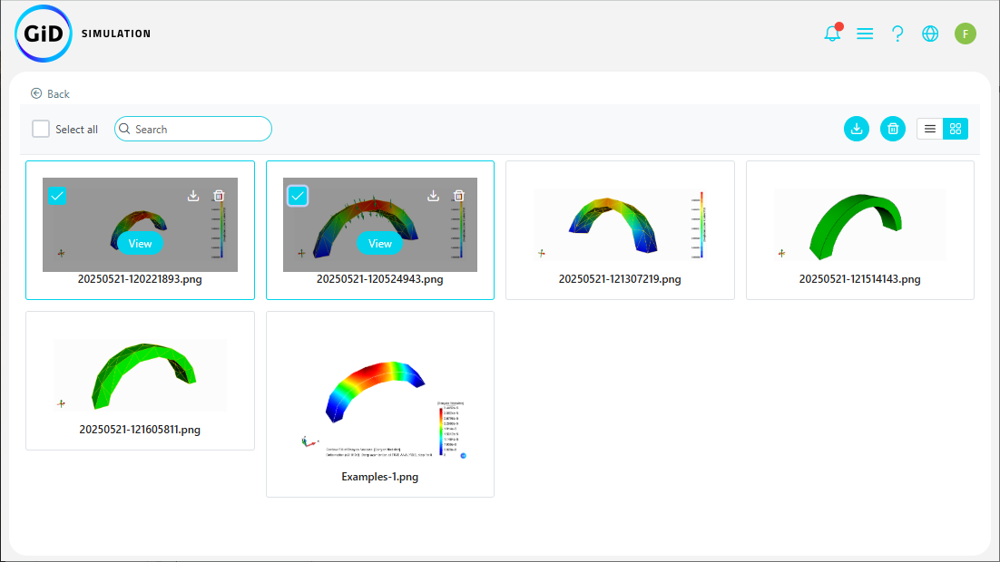 GiD SIMULATION
F
Back
Select all
Search
View
View
20250521-120221893.png
20250521-120524943.png
20250521-121307219.png
20250521-121514143.png
20250521-121605811.png
Examples-1.png